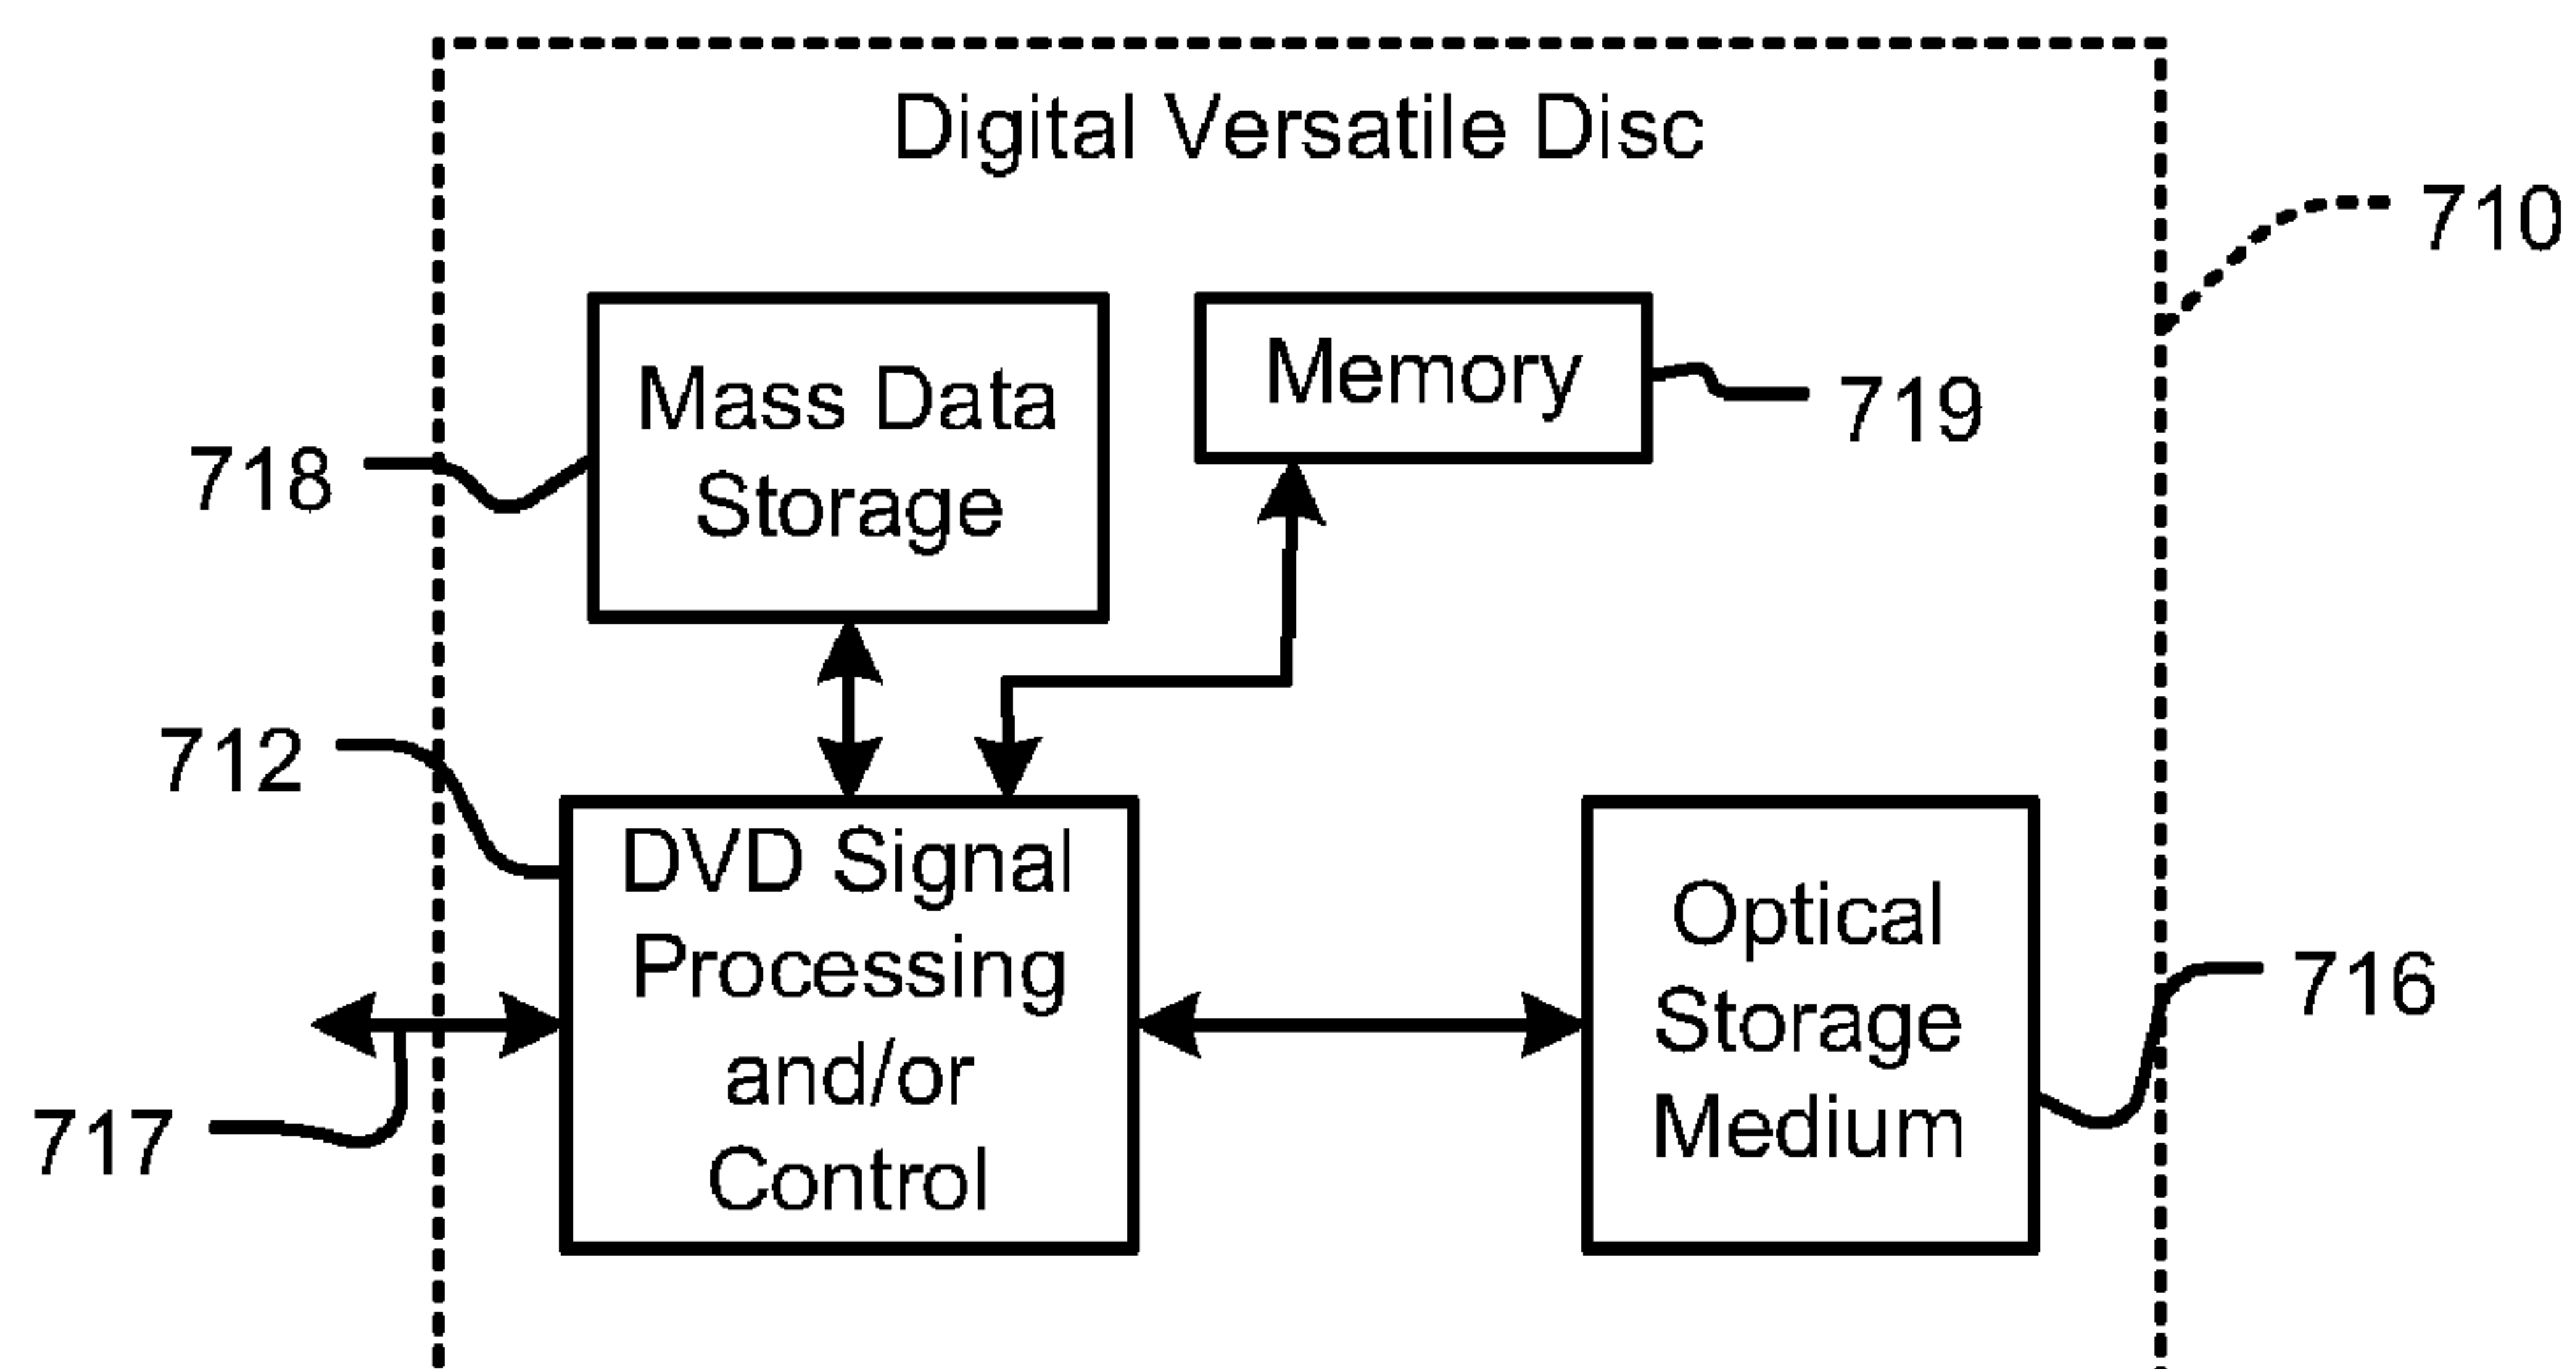 Digital Versatile Disc
710
Mass Data
Storage
718
Memory
719
712
DVD Signal
Processing
and/or
Control
Optical
Storage
Medium
716
717